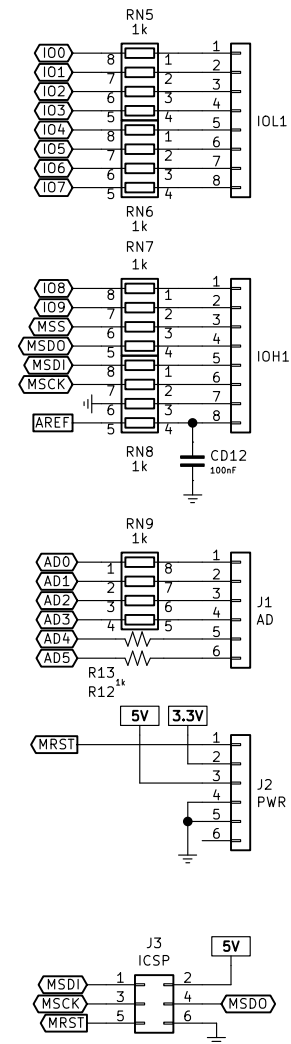 RN5
1k
IO0 8 1 1
IO1 7 2 2
IO2 6 3 3
IO3 5 4 4
IO4 8 1 5 IOL1
IO5 7 2 6
IO6 6 3 7
IO7 5 4 8
RN6
1k
RN7
1k
IO8 8 1 1
IO9 7 2 2
MSS 6 3 3
MSDO 5 4 4
MSDI 8 1 5 IOH1
MSCK 7 2 6
6 3 7
AREF 5 4 8
RN8
1k
CD12
100nF
RN9
1k
AD0 1 8 1
AD1 2 7 2
AD2 3 6 3 J1
AD3 4 5 4 AD
AD4 5
AD5 6
R13
R12 1k
5V 3.3V
MRST 1
2
3 J2
4 PWR
5
6
J3
ICSP
5V
MSDI 1 2
MSCK 3 4 MSDO
MRST 5 6